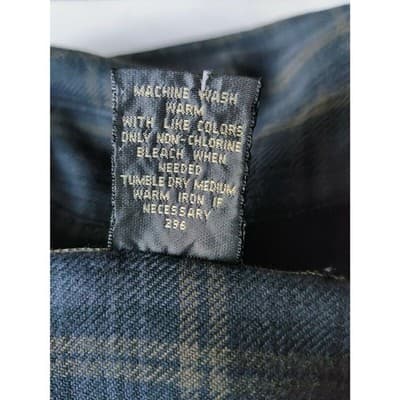 MACHINE WASH
WARM
WITH LIKE COLORS
ONLY NON-CHLORINE
BLEACH WHEN
NEEDED
TUMBLE DRY MEDIUM
WARM IRON IF
NECESSARY
296